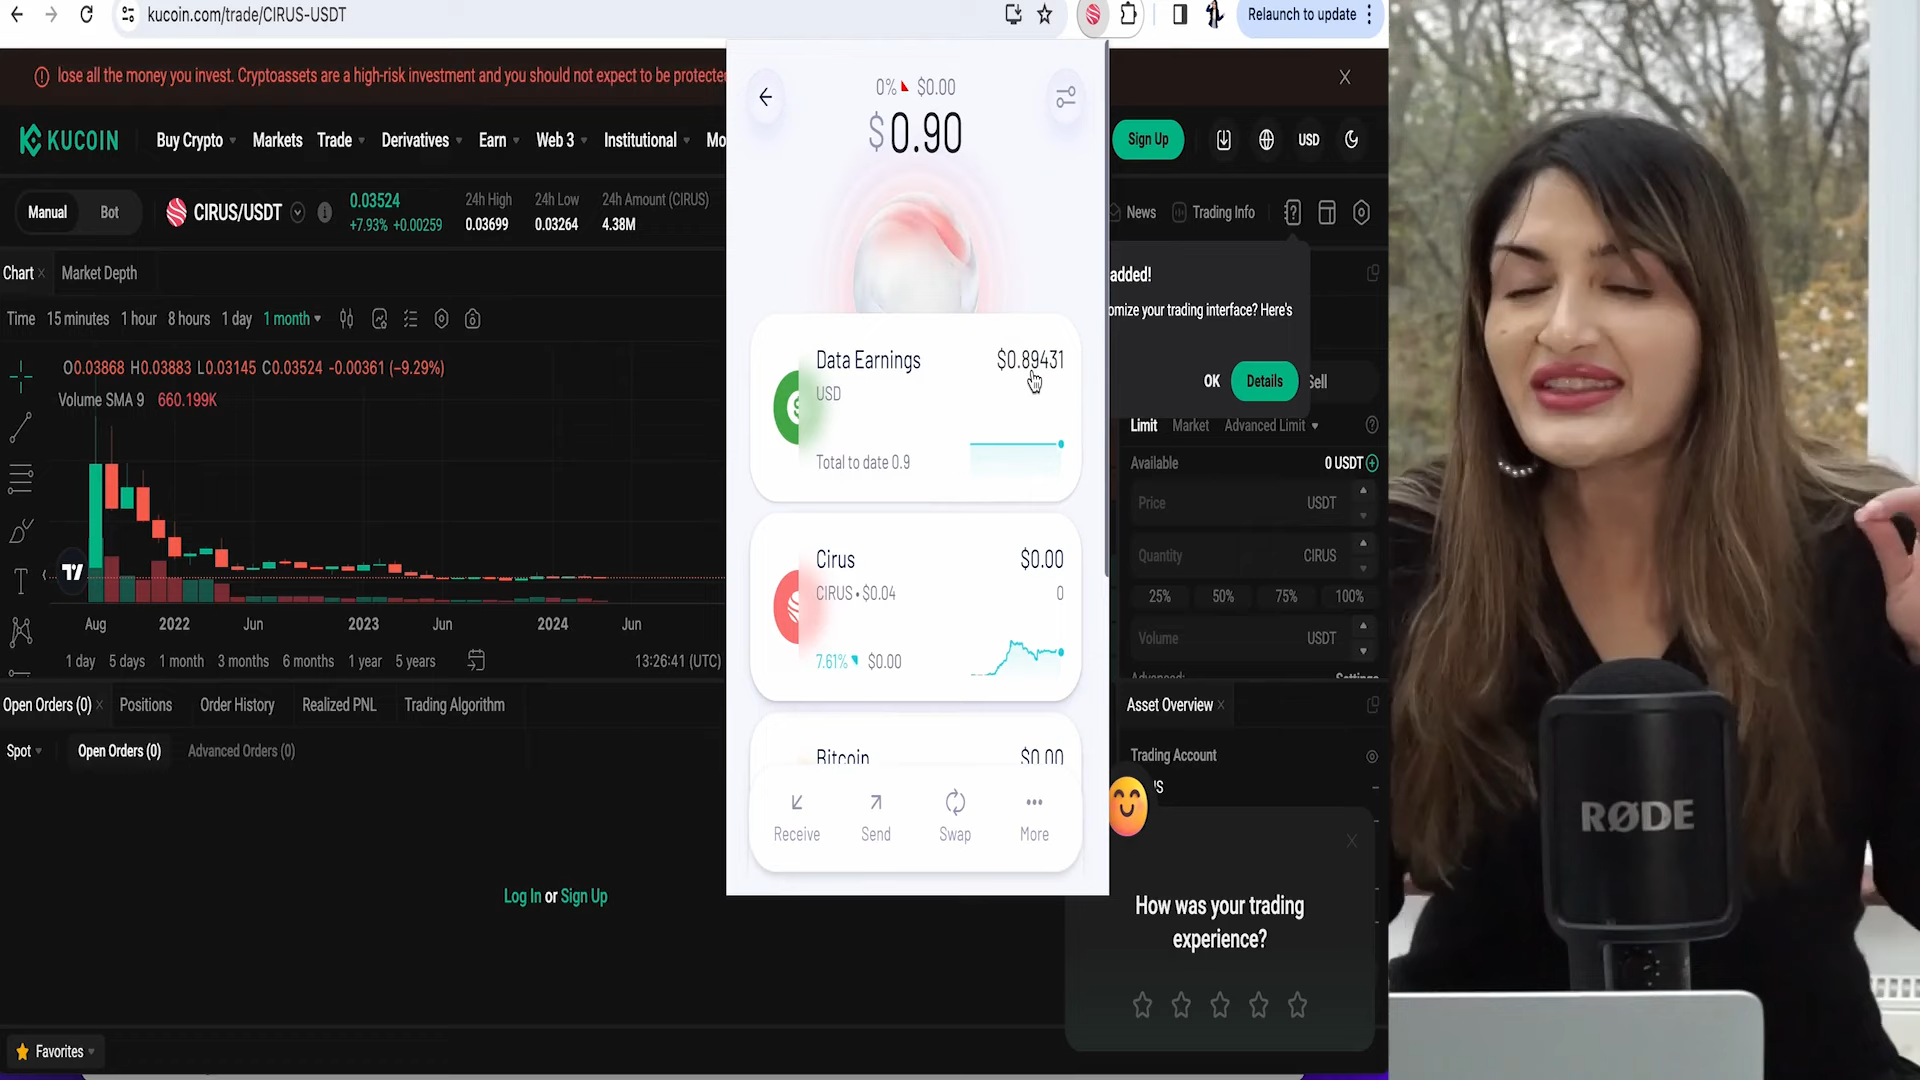 kucoin.com/trade/CIRUS-USDT
Relaunch to update
lose all the money you invest. Cryptoassets are a high-risk investment and you should not expect to be protected
KUCOIN
Buy Crypto Markets Trade Derivatives Earn Web 3 Institutional Mo
Sign Up USD
Manual Bot
CIRUS/USDT
0.03524
+7.93% +0.00259
24h High
0.03699
24h Low
0.03264
24h Amount (CIRUS)
4.38M
News Trading Info
Chart Market Depth
Time 15 minutes 1 hour 8 hours 1 day 1 month
O0.03868 H0.03883 L0.03145 C0.03524 -0.00361 (-9.29%)
Volume SMA 9 660.199K
Aug 2022 Jun 2023 Jun 2024 Jun
1 day 5 days 1 month 3 months 6 months 1 year 5 years
13:26:41 (UTC)
Open Orders (0) Positions Order History Realized PNL Trading Algorithm
Spot Open Orders (0) Advanced Orders (0)
Log In or Sign Up
Favorites
0% $0.00
$0.90
Data Earnings $0.89431
USD
Total to date 0.9
Cirus $0.00
CIRUS • $0.04 0
7.61% $0.00
Bitcoin $0.00
Receive Send Swap More
added!
omize your trading interface? Here's
OK Details
Sell
Limit Market Advanced Limit
Available 0 USDT
Price USDT
Quantity CIRUS
25% 50% 75% 100%
Volume USDT
Advanced: Settings
Asset Overview
Trading Account
How was your trading
experience?
RØDE